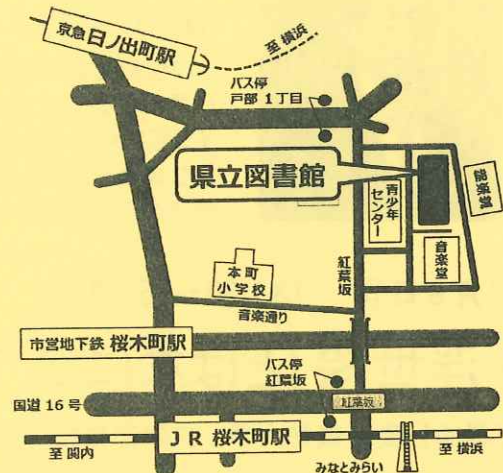 京急 日ノ出町駅
至 横浜
バス停
戸部 1丁目
県立図書館
青少年
センター
能楽堂
音楽堂
紅葉坂
本町
小学校
音楽通り
市営地下鉄 桜木町駅
バス停
紅葉坂
国道 16号
紅葉坂
JR 桜木町駅
至 関内
至 横浜
みなとみらい